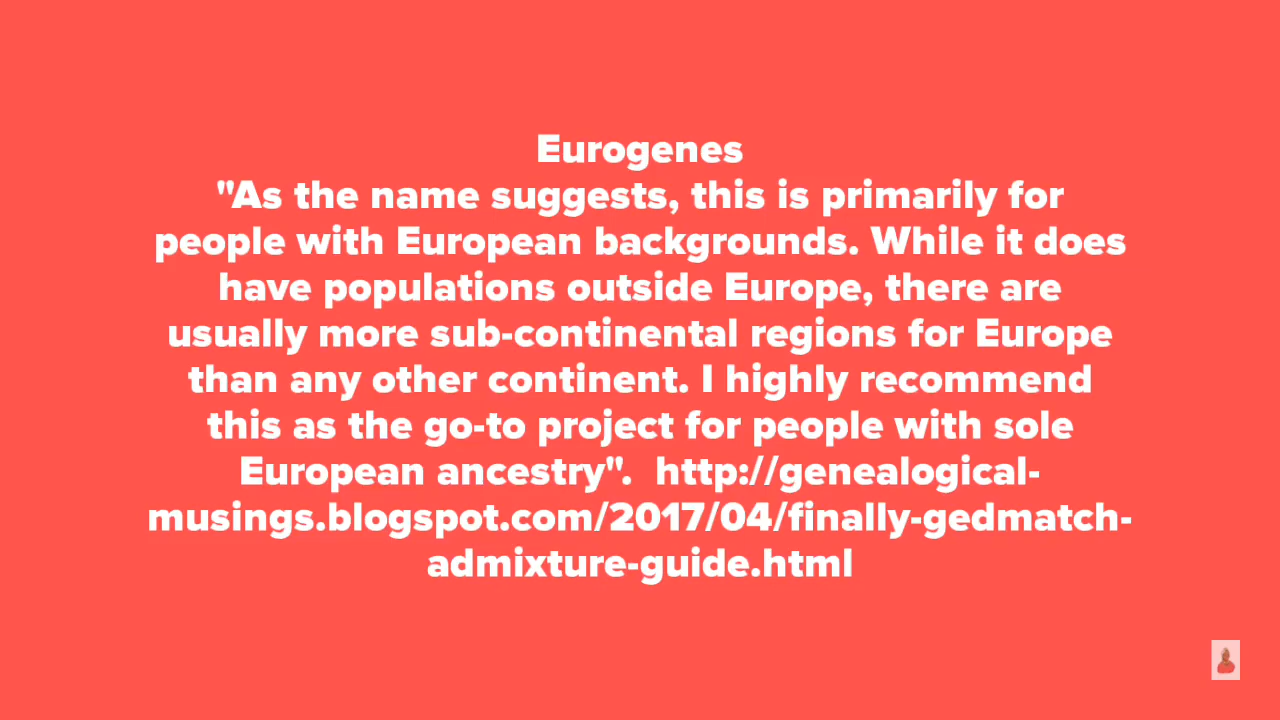 Eurogenes
"As the name suggests, this is primarily for
people with European backgrounds. While it does
have populations outside Europe, there are
usually more sub-continental regions for Europe
than any other continent. I highly recommend
this as the go-to project for people with sole
European ancestry".  http://genealogical-
musings.blogspot.com/2017/04/finally-gedmatch-
admixture-guide.html